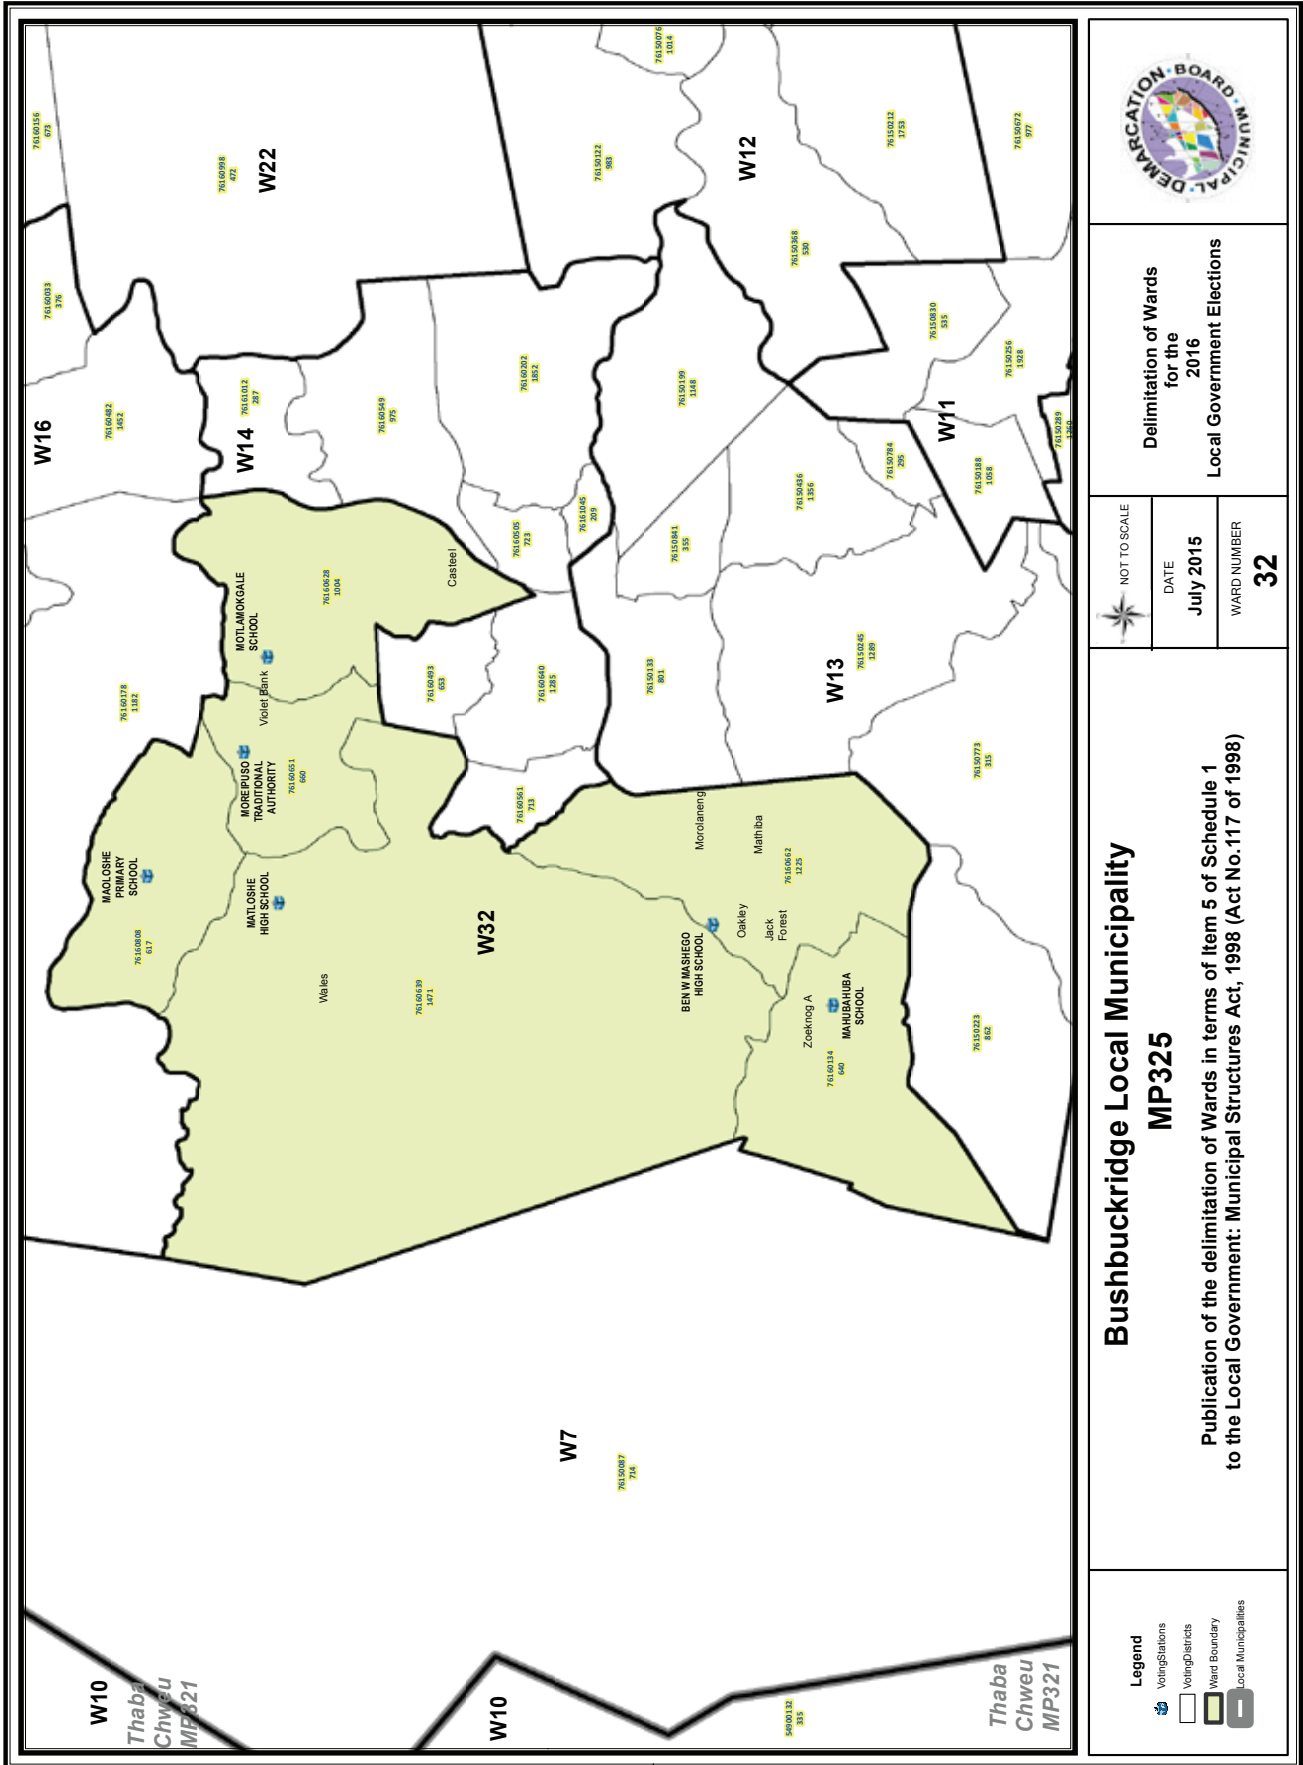 W10
Thaba
Chweu
MP321
W10
54900132
335
Thaba
Chweu
MP321
W7
76150087
714
W16
76160156
673
76160033
376
76160482
1452
76160178
1182
W22
76160998
472
W14
76161012
287
76160549
975
76160202
1852
76160505
723
76161045
209
MAOLOSHE
PRIMARY
SCHOOL
76160808
617
MATLOSHE
HIGH SCHOOL
MOREIPUSO
TRADITIONAL
AUTHORITY
76160651
660
Violet Bank
MOTLAMOKGALE
SCHOOL
76160628
1004
Casteel
Wales
76160639
1471
W32
76160493
653
76160640
1285
76160561
713
Morolaneng
Mathiba
76160662
1225
BEN W MASHEGO
HIGH SCHOOL
Oakley
Jack
Forest
Zoeknog A
MAHUBAHUBA
SCHOOL
76160134
640
76150133
801
76150841
355
76150199
1148
W13
76150245
1289
76150436
1356
76150784
295
76150773
315
76150223
862
W12
76150122
983
76150076
1014
76150212
1753
76150368
530
76150672
977
W11
76150830
535
76150256
1928
76150188
1058
76150289
1260
Legend
VotingStations
VotingDistricts
Ward Boundary
Local Municipalities
Bushbuckridge Local Municipality
MP325
Publication of the delimitation of Wards in terms of Item 5 of Schedule 1
to the Local Government: Municipal Structures Act, 1998 (Act No.117 of 1998)
NOT TO SCALE
DATE
July 2015
WARD NUMBER
32
Delimitation of Wards
for the
2016
Local Government Elections
MUNICIPAL · DEMARCATION · BOARD ·